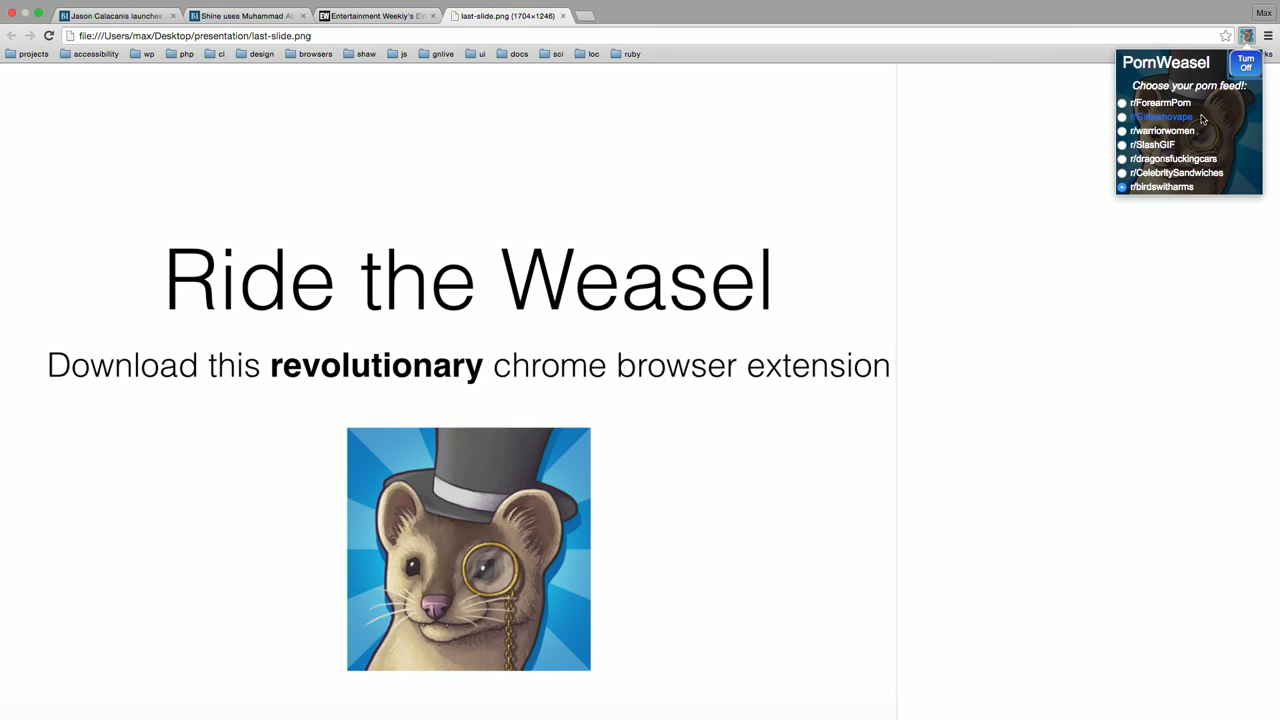 Jason Calacanis launches
Shine uses Muhammad Ali
Entertainment Weekly's EW
last-slide.png (1704×1246)
Max
file:///Users/max/Desktop/presentation/last-slide.png
projects
accessibility
wp
php
cl
design
browsers
shaw
js
gnlive
ui
docs
sci
loc
ruby
PornWeasel
Turn
Off
Choose your porn feed!:
r/ForearmPorn
r/Girlswhovape
r/warriorwomen
r/SlashGIF
r/dragonsfuckingcars
r/CelebritySandwiches
r/birdswitharms
Ride the Weasel
Download this revolutionary chrome browser extension